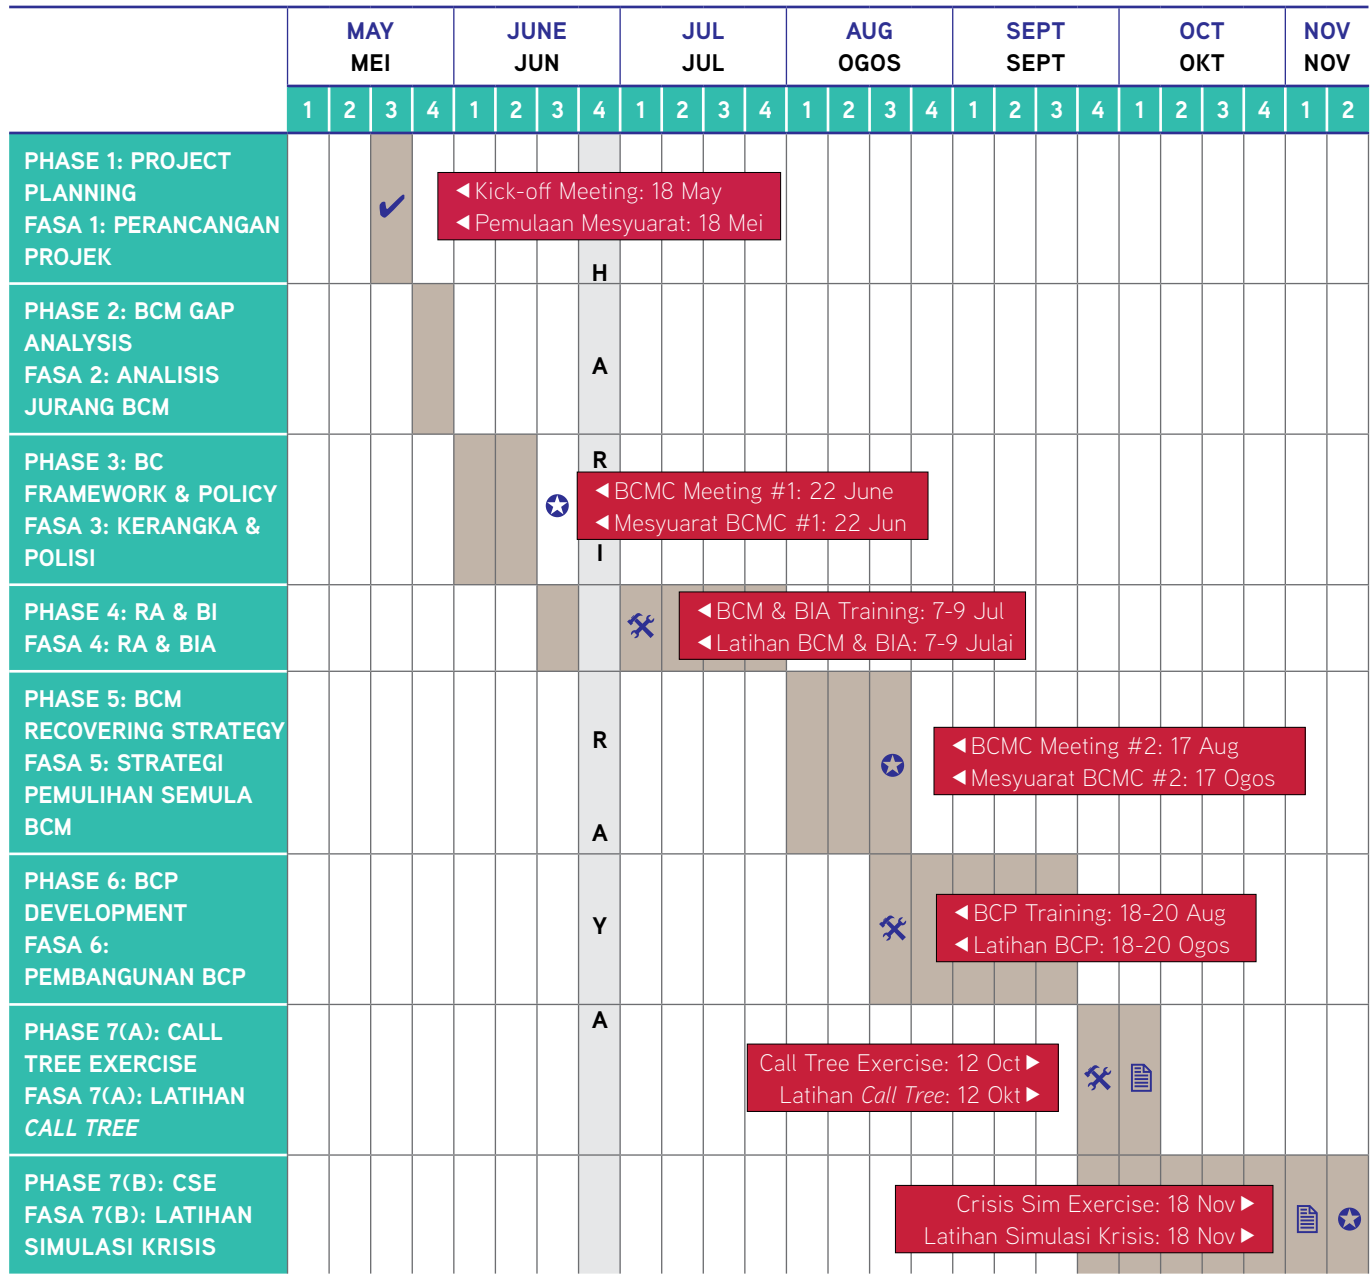 MAY JUNE JUL AUG SEPT OCT NOV
MEI JUN JUL OGOS SEPT OKT NOV
1 2 3 4 1 2 3 4 1 2 3 4 1 2 3 4 1 2 3 4 1 2 3 4 1 2
PHASE 1: PROJECT
PLANNING
FASA 1: PERANCANGAN
PROJEK
Kick-off Meeting: 18 May
Pemulaan Mesyuarat: 18 Mei
H
PHASE 2: BCM GAP
ANALYSIS
FASA 2: ANALISIS
JURANG BCM
A
PHASE 3: BC
FRAMEWORK & POLICY
FASA 3: KERANGKA &
POLISI
R
BCMC Meeting #1: 22 June
Mesyuarat BCMC #1: 22 Jun
I
PHASE 4: RA & BI
FASA 4: RA & BIA
BCM & BIA Training: 7-9 Jul
Latihan BCM & BIA: 7-9 Julai
PHASE 5: BCM
RECOVERING STRATEGY
FASA 5: STRATEGI
PEMULIHAN SEMULA
BCM
R
BCMC Meeting #2: 17 Aug
Mesyuarat BCMC #2: 17 Ogos
A
PHASE 6: BCP
DEVELOPMENT
FASA 6:
PEMBANGUNAN BCP
Y
BCP Training: 18-20 Aug
Latihan BCP: 18-20 Ogos
PHASE 7(A): CALL
TREE EXERCISE
FASA 7(A): LATIHAN
CALL TREE
A
Call Tree Exercise: 12 Oct
Latihan Call Tree: 12 Okt
PHASE 7(B): CSE
FASA 7(B): LATIHAN
SIMULASI KRISIS
Crisis Sim Exercise: 18 Nov
Latihan Simulasi Krisis: 18 Nov